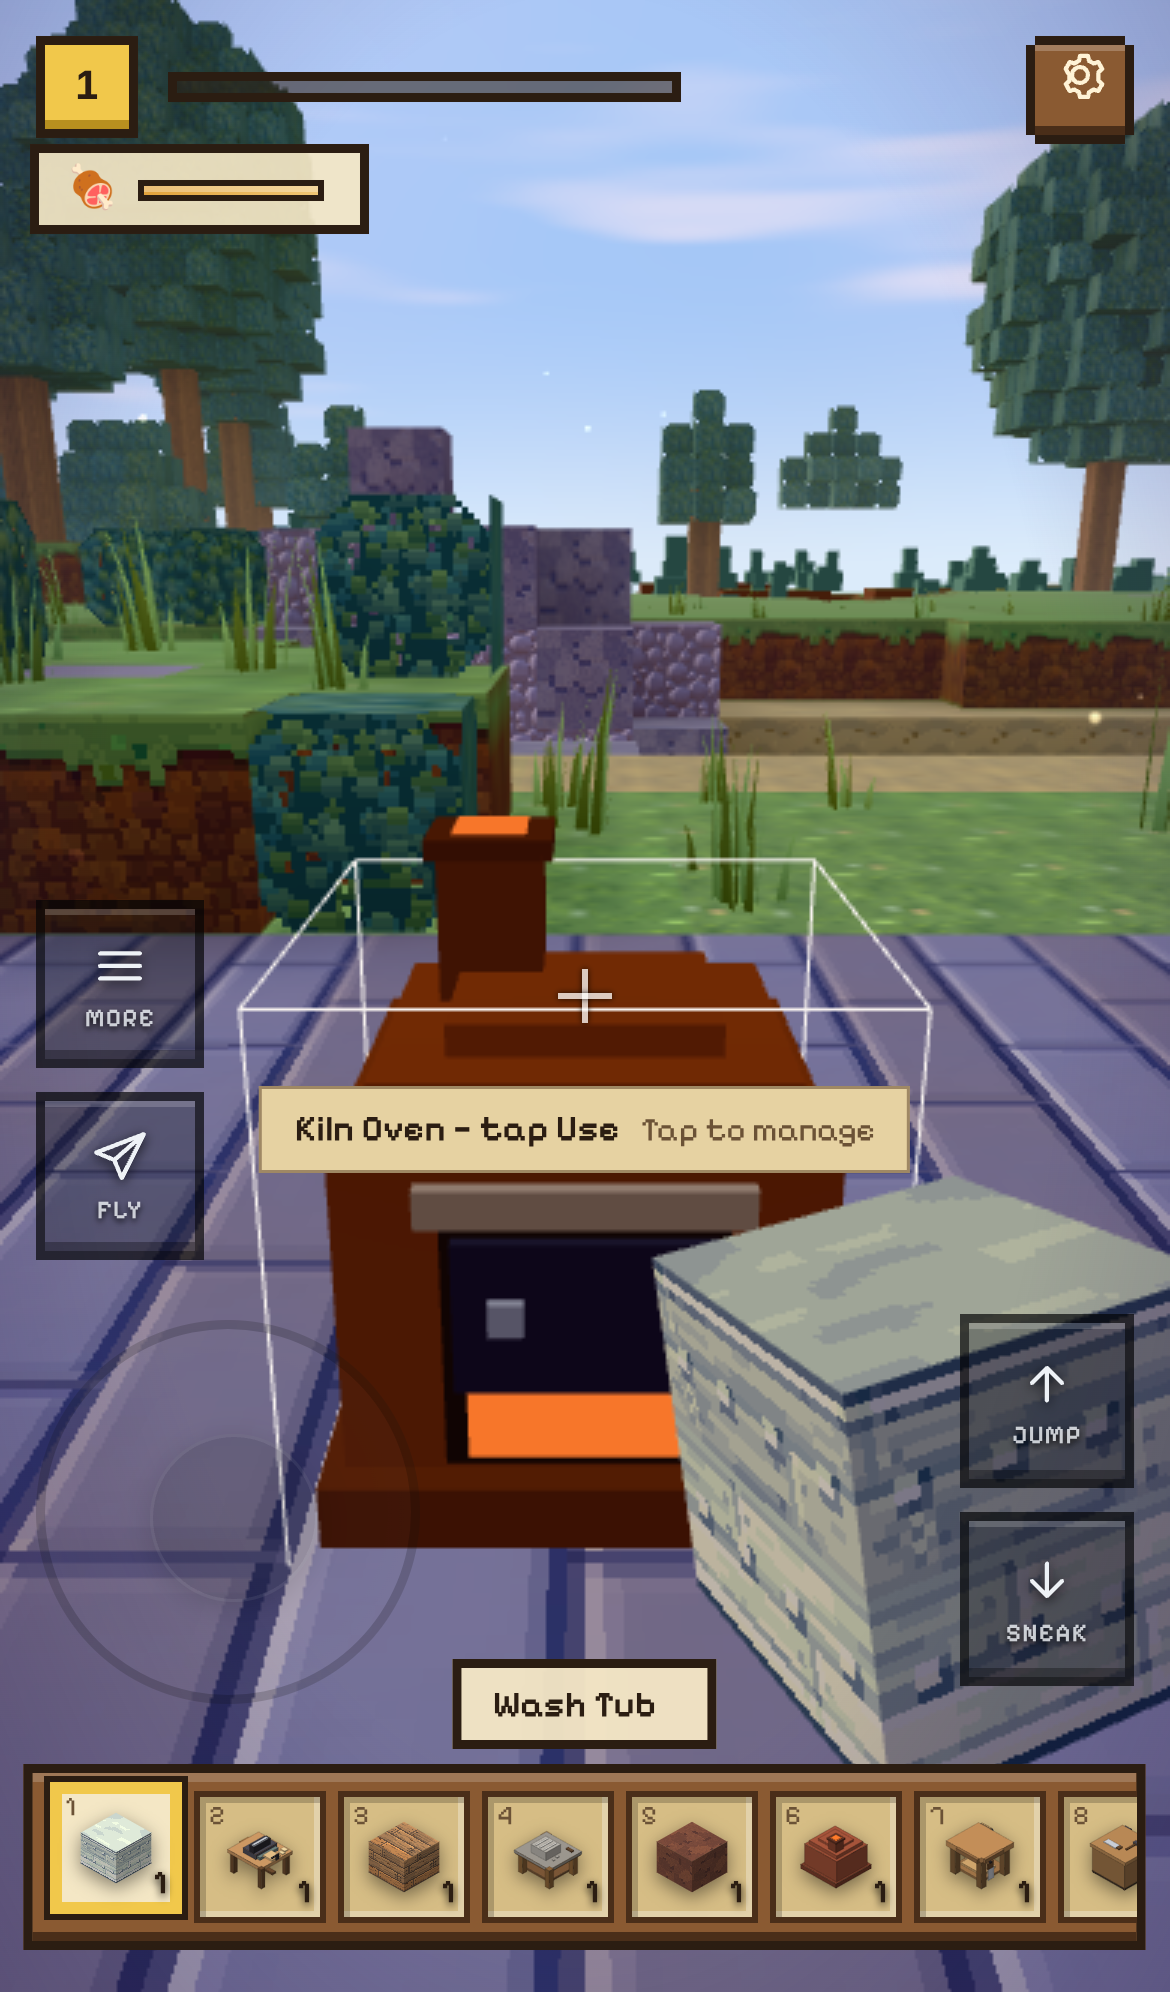 1
MORE
Kiln Oven - tap Use Tap to manage
FLY
JUMP
SNEAK
Wash Tub
1 2 3 4 5 6 7 8
1 1 1 1 1 1 1